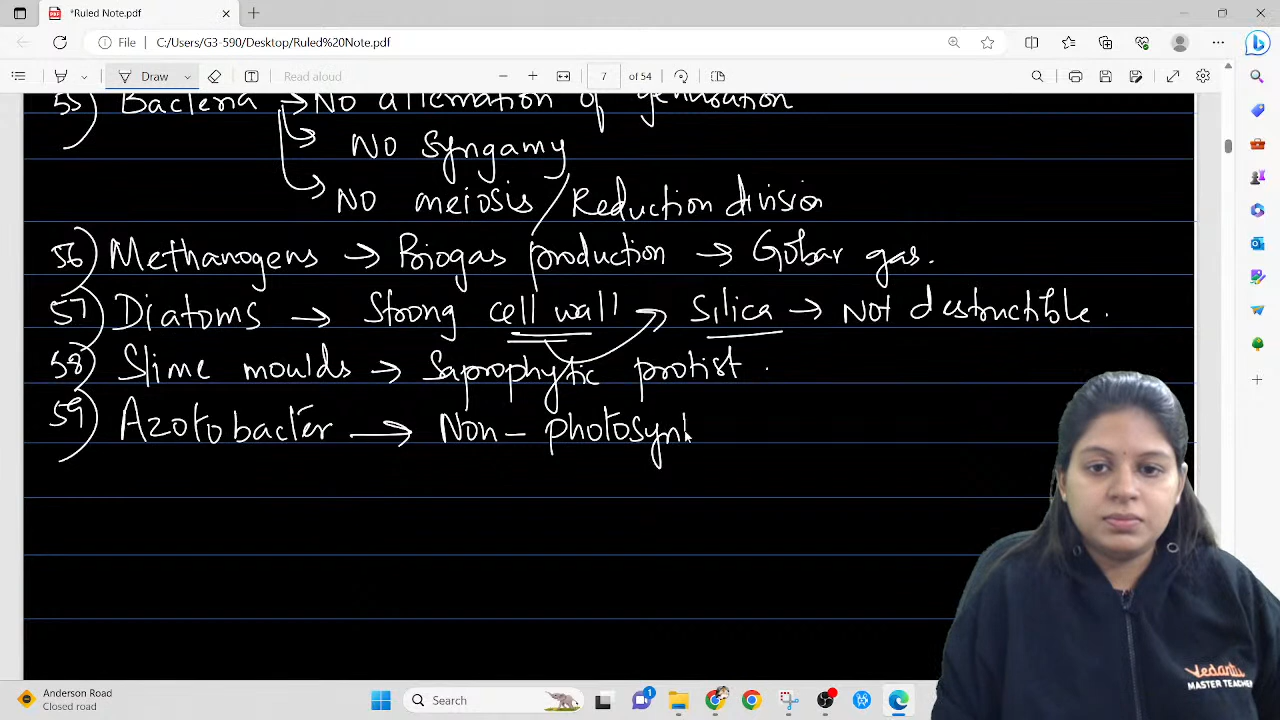 *Ruled Note.pdf
File C:/Users/G3-590/Desktop/Ruled%20Note.pdf
Draw Read aloud 7 of 54
55) Bacteria → No alternation of generation
→ No Syngamy
→ No meiosis / Reduction division
56) Methanogens → Biogas production → Gobar gas.
57) Diatoms → Strong cell wall → Silica → Not destructible.
58) Slime moulds → Saprophytic protist.
59) Azotobacter → Non-photosynt
Vedantu
MASTER TEACHER
Anderson Road
Closed road
Search
1